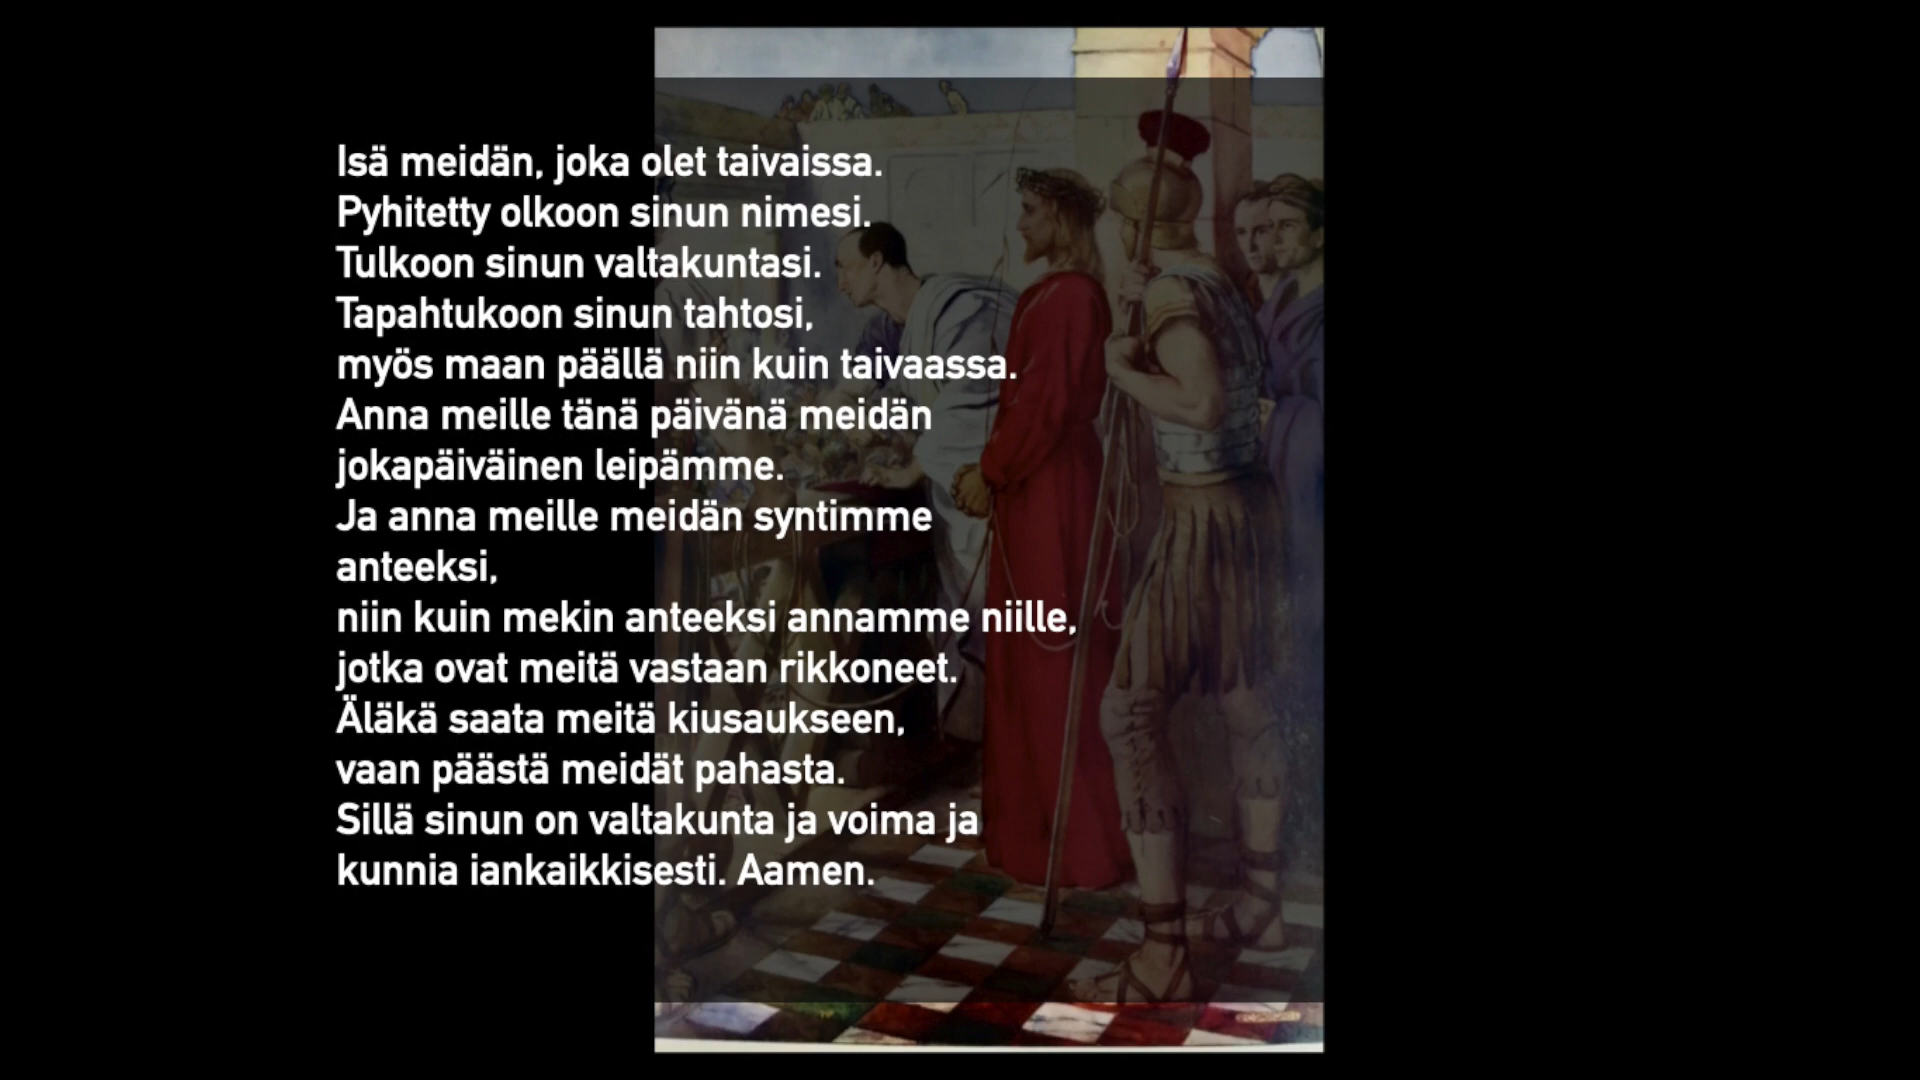 Isä meidän, joka olet taivaissa.
Pyhitetty olkoon sinun nimesi.
Tulkoon sinun valtakuntasi.
Tapahtukoon sinun tahtosi,
myös maan päällä niin kuin taivaassa.
Anna meille tänä päivänä meidän
jokapäiväinen leipämme.
Ja anna meille meidän syntimme
anteeksi,
niin kuin mekin anteeksi annamme niille,
jotka ovat meitä vastaan rikkoneet.
Äläkä saata meitä kiusaukseen,
vaan päästä meidät pahasta.
Sillä sinun on valtakunta ja voima ja
kunnia iankaikkisesti. Aamen.